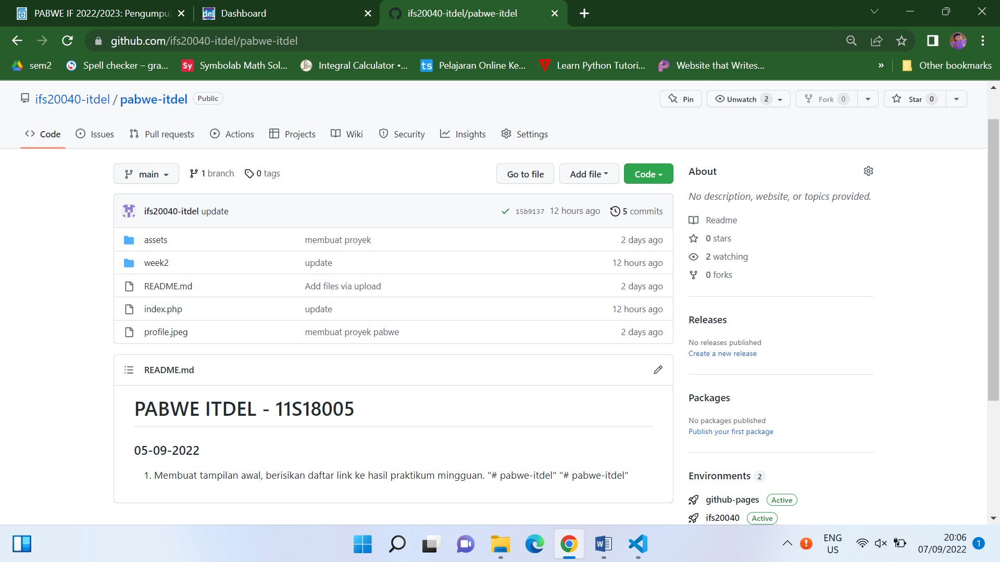 PABWE IF 2022/2023: Pengumpul
Dashboard
ifs20040-itdel/pabwe-itdel
github.com/ifs20040-itdel/pabwe-itdel
sem2
Spell checker – gra...
Sy
Symbolab Math Sol...
Integral Calculator •...
ts
Pelajaran Online Ke...
Learn Python Tutori...
Website that Writes...
»
Other bookmarks
ifs20040-itdel / pabwe-itdel
Public
Pin
Unwatch 2
Fork 0
Star 0
Code
Issues
Pull requests
Actions
Projects
Wiki
Security
Insights
Settings
main
1 branch
0 tags
Go to file
Add file
Code
ifs20040-itdel update
15b9137 12 hours ago
5 commits
assets
membuat proyek
2 days ago
week2
update
12 hours ago
README.md
Add files via upload
2 days ago
index.php
update
12 hours ago
profile.jpeg
membuat proyek pabwe
2 days ago
README.md
PABWE ITDEL - 11S18005
05-09-2022
1. Membuat tampilan awal, berisikan daftar link ke hasil praktikum mingguan. "# pabwe-itdel" "# pabwe-itdel"
About
No description, website, or topics provided.
Readme
0 stars
2 watching
0 forks
Releases
No releases published
Create a new release
Packages
No packages published
Publish your first package
Environments 2
github-pages Active
ifs20040 Active
ENG
US
20:06
07/09/2022
1